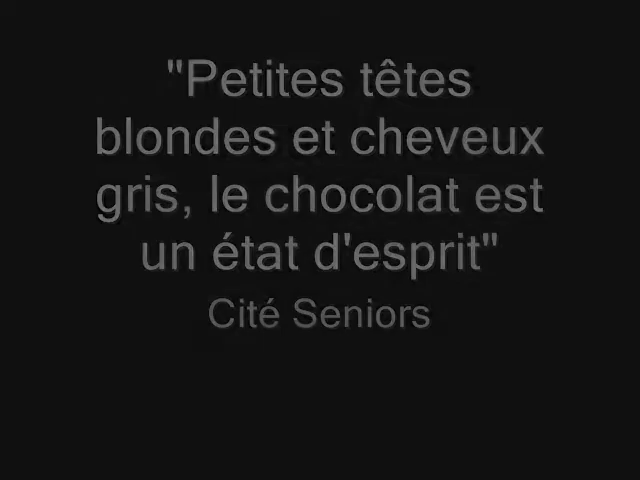 "Petites têtes
blondes et cheveux
gris, le chocolat est
un état d'esprit"
Cité Seniors